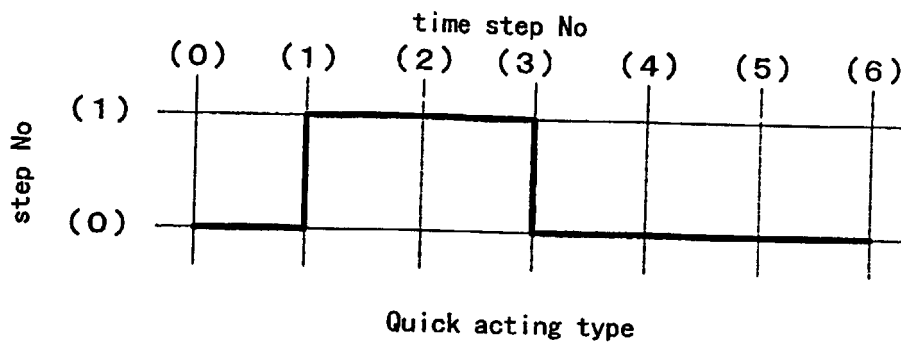 time step No
(0) (1) (2) (3) (4) (5) (6)
(1)
step No
(0)
Quick acting type